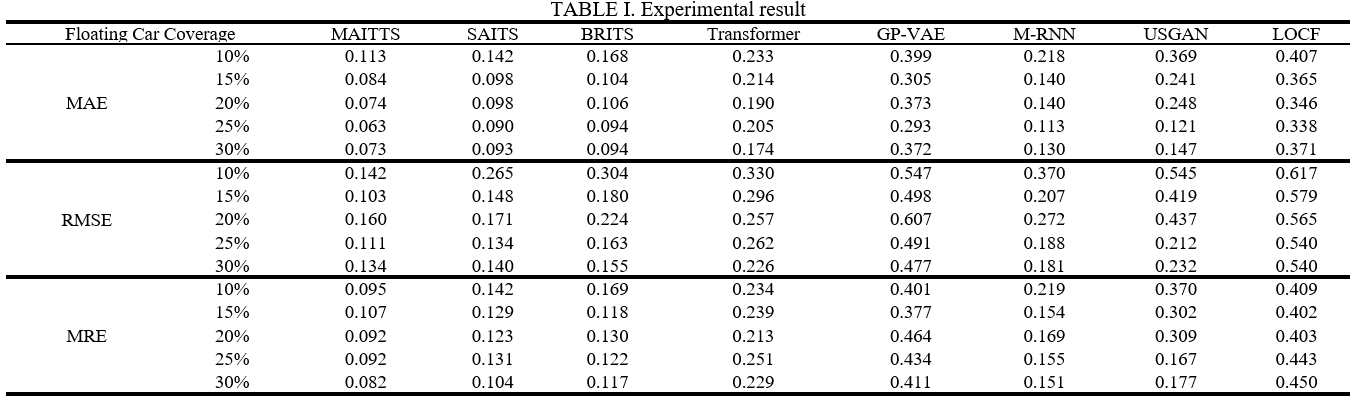 TABLE I. Experimental result
Floating Car Coverage MAITTS SAITS BRITS Transformer GP-VAE M-RNN USGAN LOCF
10% 0.113 0.142 0.168 0.233 0.399 0.218 0.369 0.407
15% 0.084 0.098 0.104 0.214 0.305 0.140 0.241 0.365
MAE 20% 0.074 0.098 0.106 0.190 0.373 0.140 0.248 0.346
25% 0.063 0.090 0.094 0.205 0.293 0.113 0.121 0.338
30% 0.073 0.093 0.094 0.174 0.372 0.130 0.147 0.371
10% 0.142 0.265 0.304 0.330 0.547 0.370 0.545 0.617
15% 0.103 0.148 0.180 0.296 0.498 0.207 0.419 0.579
RMSE 20% 0.160 0.171 0.224 0.257 0.607 0.272 0.437 0.565
25% 0.111 0.134 0.163 0.262 0.491 0.188 0.212 0.540
30% 0.134 0.140 0.155 0.226 0.477 0.181 0.232 0.540
10% 0.095 0.142 0.169 0.234 0.401 0.219 0.370 0.409
15% 0.107 0.129 0.118 0.239 0.377 0.154 0.302 0.402
MRE 20% 0.092 0.123 0.130 0.213 0.464 0.169 0.309 0.403
25% 0.092 0.131 0.122 0.251 0.434 0.155 0.167 0.443
30% 0.082 0.104 0.117 0.229 0.411 0.151 0.177 0.450